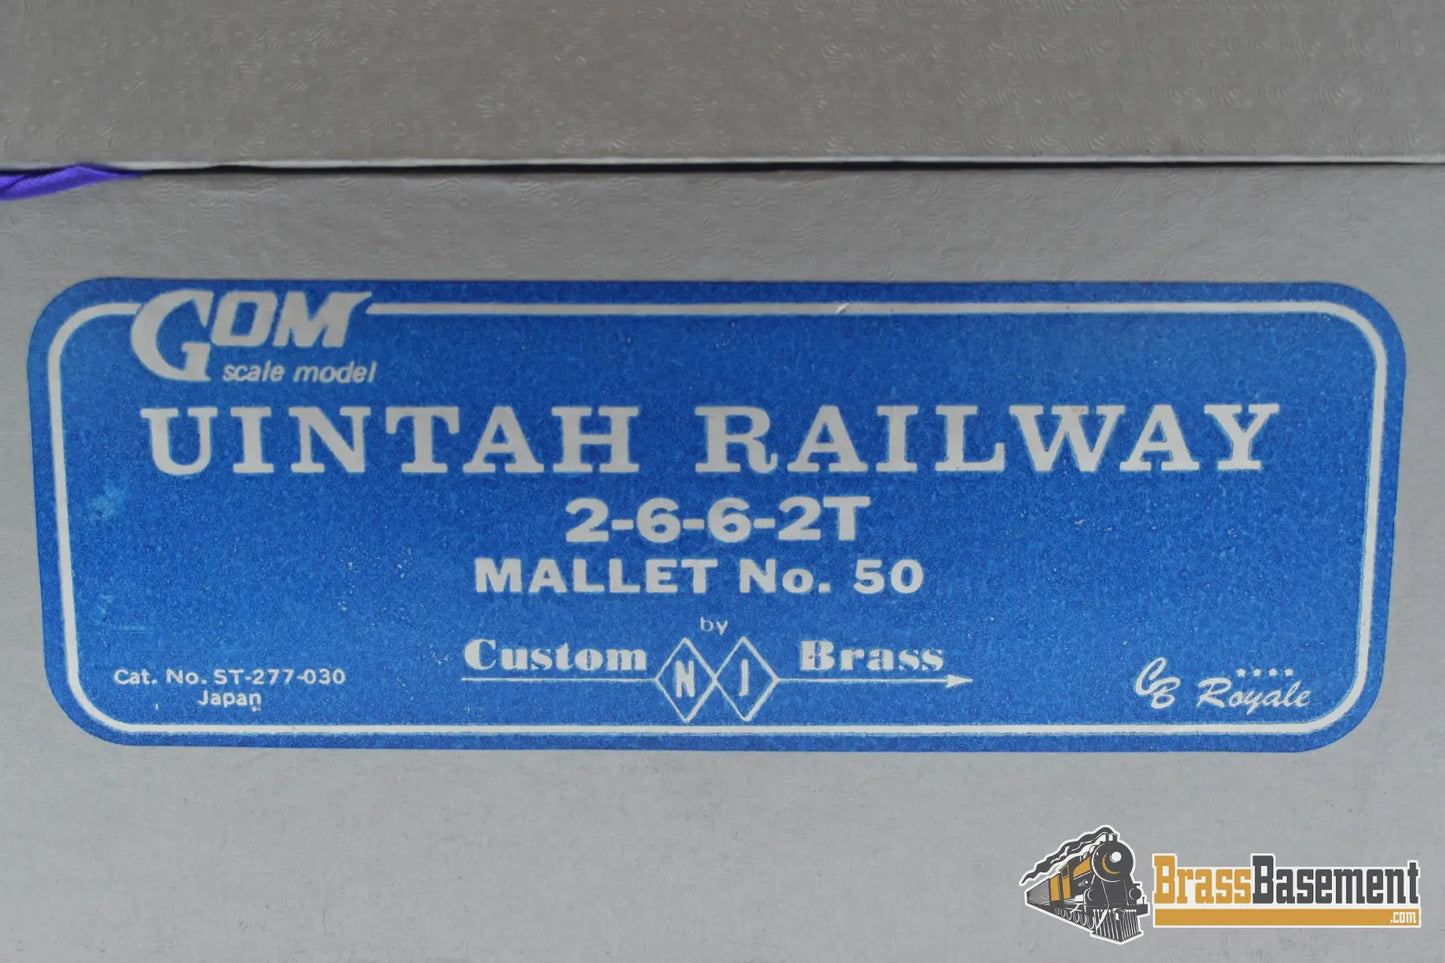 GOM
scale model
UINTAH RAILWAY
2-6-6-2T
MALLET No. 50
by
Custom NJ Brass
Cat. No. ST-277-030
Japan
CB Royale
BrassBasement
.com